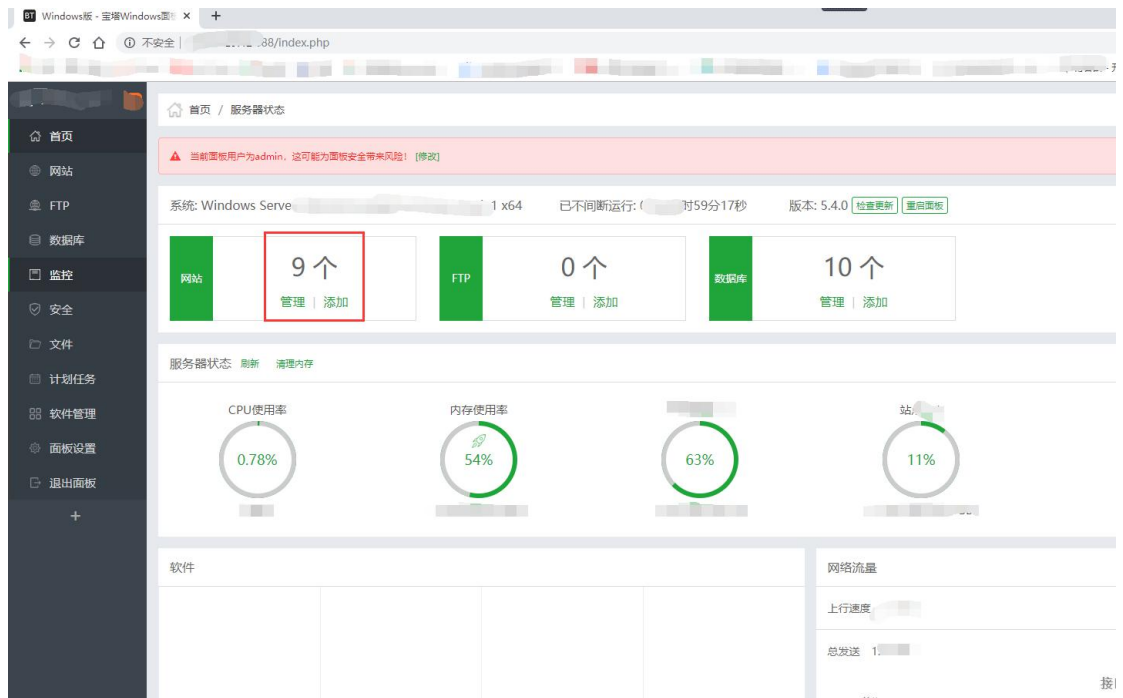 BT Windows版 - 宝塔Windows面
不安全 | 88/index.php
首页 / 服务器状态
首页
网站
FTP
数据库
监控
安全
文件
计划任务
软件管理
面板设置
退出面板
当前面板用户为admin，这可能为面板安全带来风险! [修改]
系统: Windows Serve 1 x64 已不间断运行: 时59分17秒 版本: 5.4.0 检查更新 重启面板
网站 9 个 管理 | 添加
FTP 0 个 管理 | 添加
数据库 10 个 管理 | 添加
服务器状态 刷新 清理内存
CPU使用率 内存使用率 站
0.78% 54% 63% 11%
软件
网络流量
上行速度
总发送 1
接